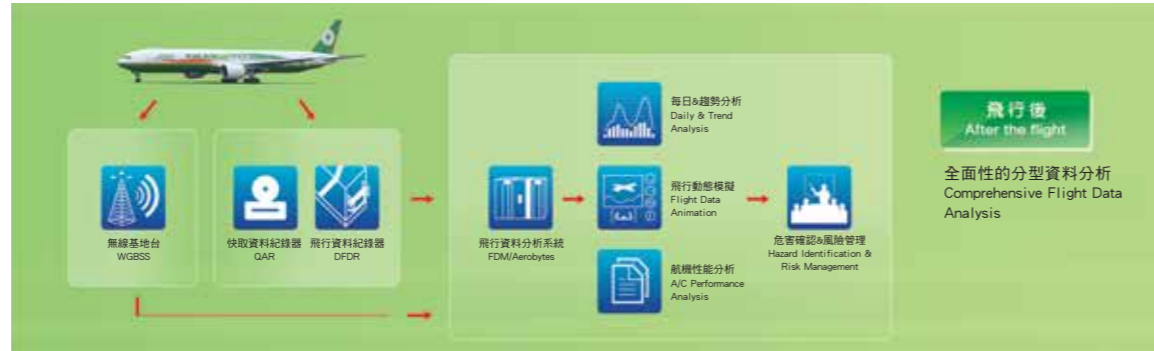 無線基地台
WGBSS
快取資料紀錄器
QAR
飛行資料紀錄器
DFDR
飛行資料分析系統
FDM/Aerobytes
每日&趨勢分析
Daily & Trend
Analysis
飛行動態模擬
Flight Data
Animation
航機性能分析
A/C Performance
Analysis
危害確認&風險管理
Hazard Identification &
Risk Management
飛行後
After the flight
全面性的分型資料分析
Comprehensive Flight Data
Analysis